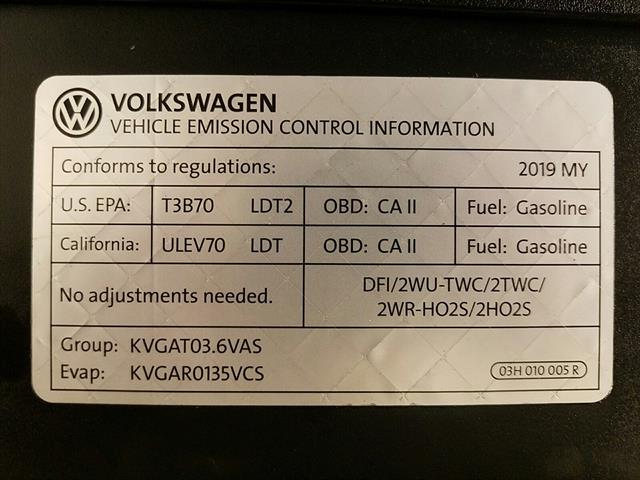 VOLKSWAGEN
VEHICLE EMISSION CONTROL INFORMATION
Conforms to regulations: 2019 MY
U.S. EPA: T3B70 LDT2 OBD: CA II Fuel: Gasoline
California: ULEV70 LDT OBD: CA II Fuel: Gasoline
No adjustments needed.
DFI/2WU-TWC/2TWC/
2WR-HO2S/2HO2S
Group: KVGAT03.6VAS
Evap: KVGAR0135VCS
03H 010 005 R